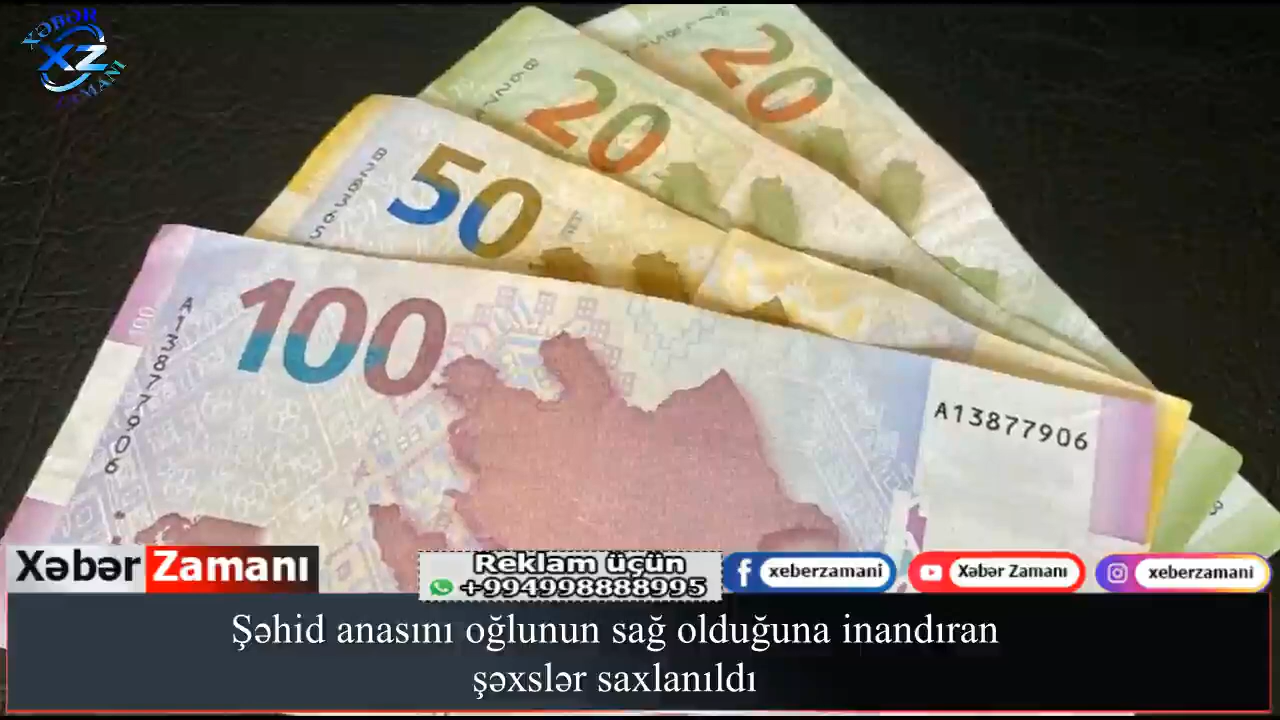 XƏBƏR
XZ
ZAMANI
20
20
50
100
A13877906
A13877906
Xəbər Zamanı
Reklam üçün
+994998888995
xeberzamani
Xəbər Zamanı
xeberzamani
Şəhid anasını oğlunun sağ olduğuna inandıran
şəxslər saxlanıldı